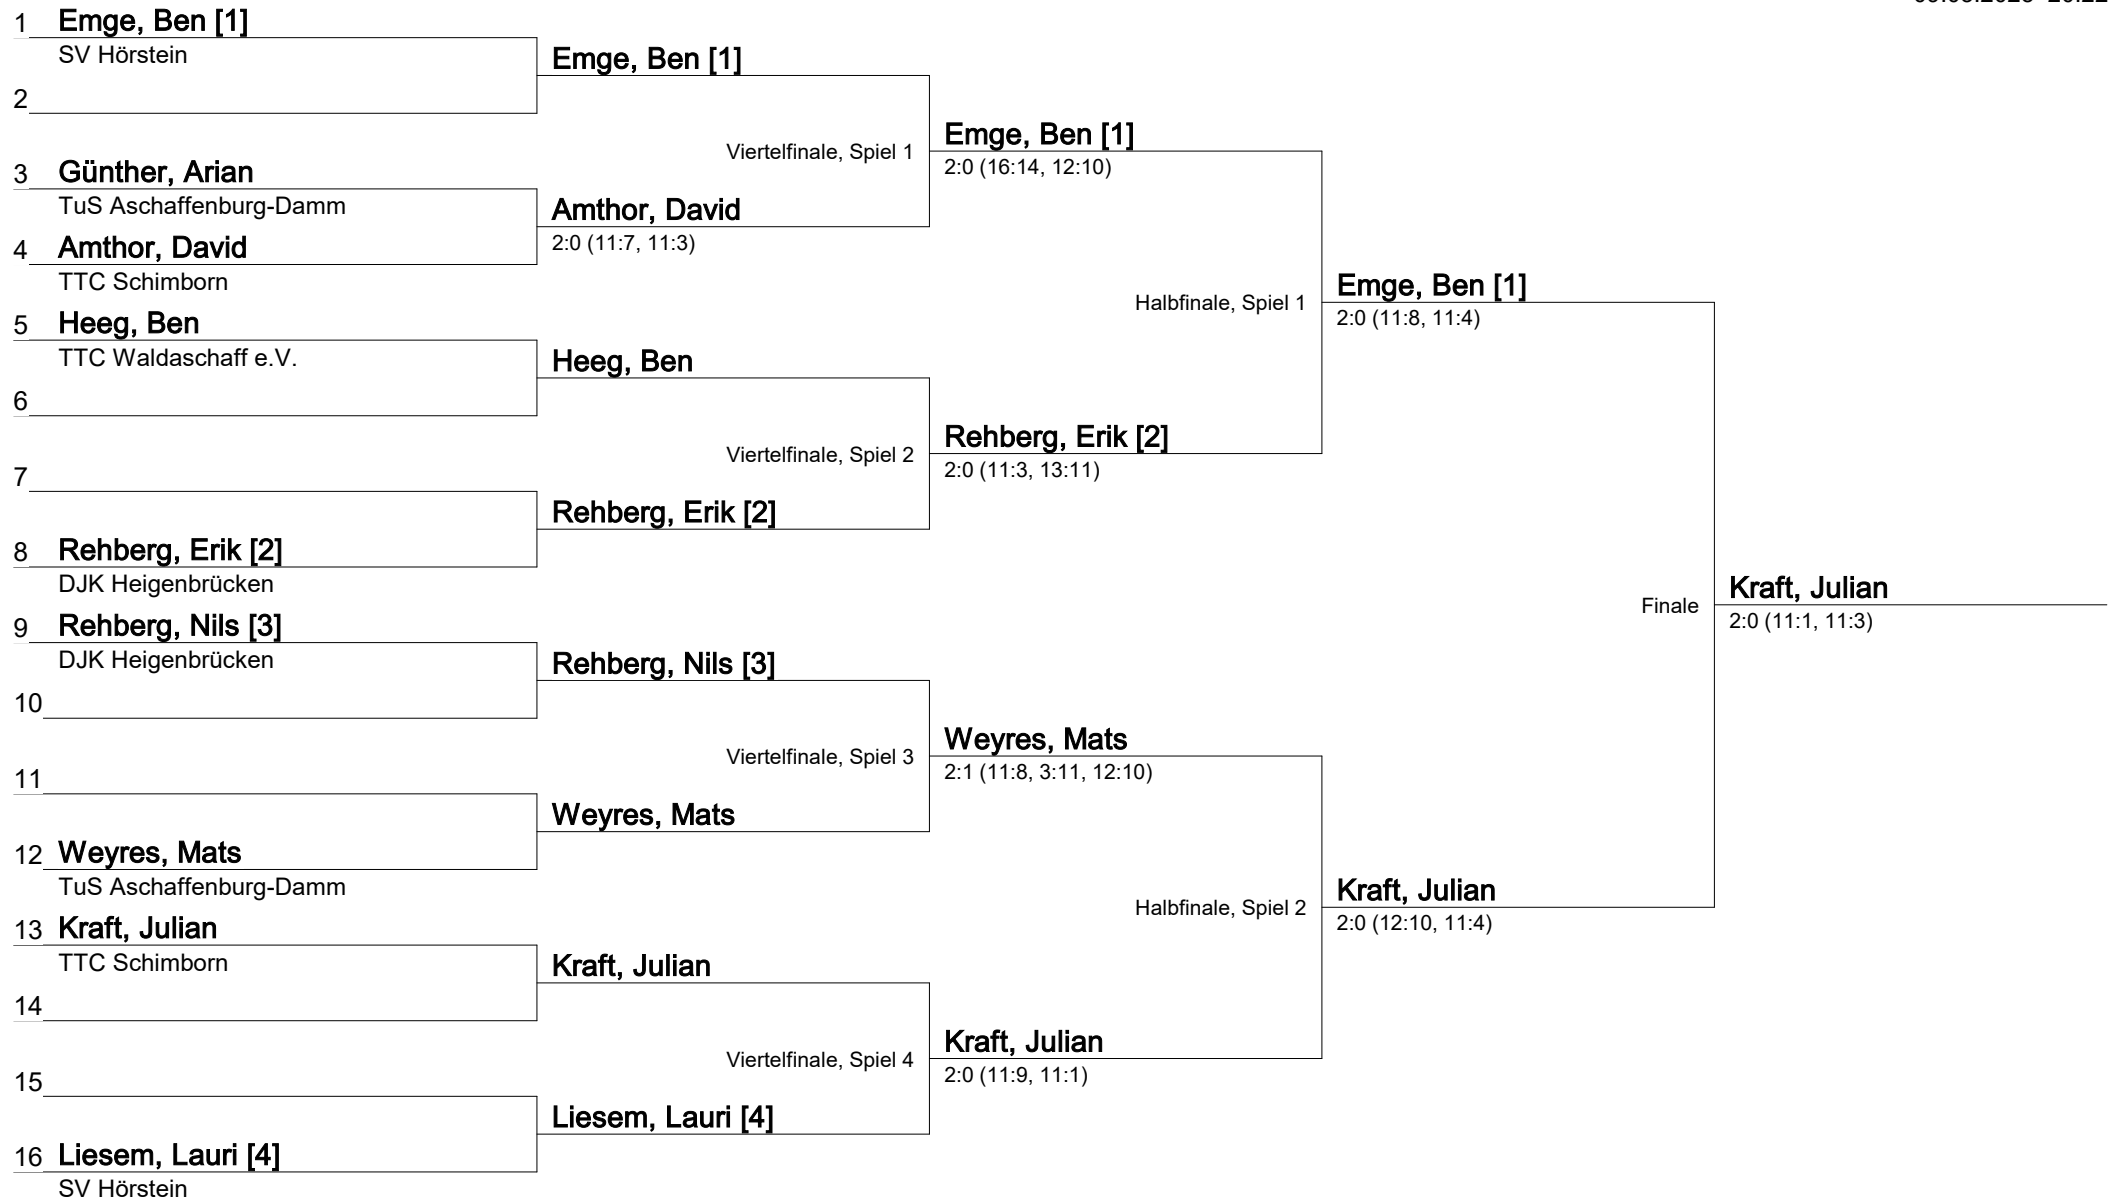 1 Emge, Ben [1]
SV Hörstein
Emge, Ben [1]
2
Emge, Ben [1]
Viertelfinale, Spiel 1
2:0 (16:14, 12:10)
3 Günther, Arian
TuS Aschaffenburg-Damm
Amthor, David
4 Amthor, David
2:0 (11:7, 11:3)
TTC Schimborn
Emge, Ben [1]
Halbfinale, Spiel 1
2:0 (11:8, 11:4)
5 Heeg, Ben
TTC Waldaschaff e.V.
Heeg, Ben
6
Rehberg, Erik [2]
Viertelfinale, Spiel 2
2:0 (11:3, 13:11)
7
Rehberg, Erik [2]
8 Rehberg, Erik [2]
DJK Heigenbrücken
Kraft, Julian
Finale
2:0 (11:1, 11:3)
9 Rehberg, Nils [3]
DJK Heigenbrücken
Rehberg, Nils [3]
10
Weyres, Mats
Viertelfinale, Spiel 3
2:1 (11:8, 3:11, 12:10)
11
Weyres, Mats
12 Weyres, Mats
TuS Aschaffenburg-Damm
Kraft, Julian
Halbfinale, Spiel 2
2:0 (12:10, 11:4)
13 Kraft, Julian
TTC Schimborn
Kraft, Julian
14
Kraft, Julian
Viertelfinale, Spiel 4
2:0 (11:9, 11:1)
15
Liesem, Lauri [4]
16 Liesem, Lauri [4]
SV Hörstein